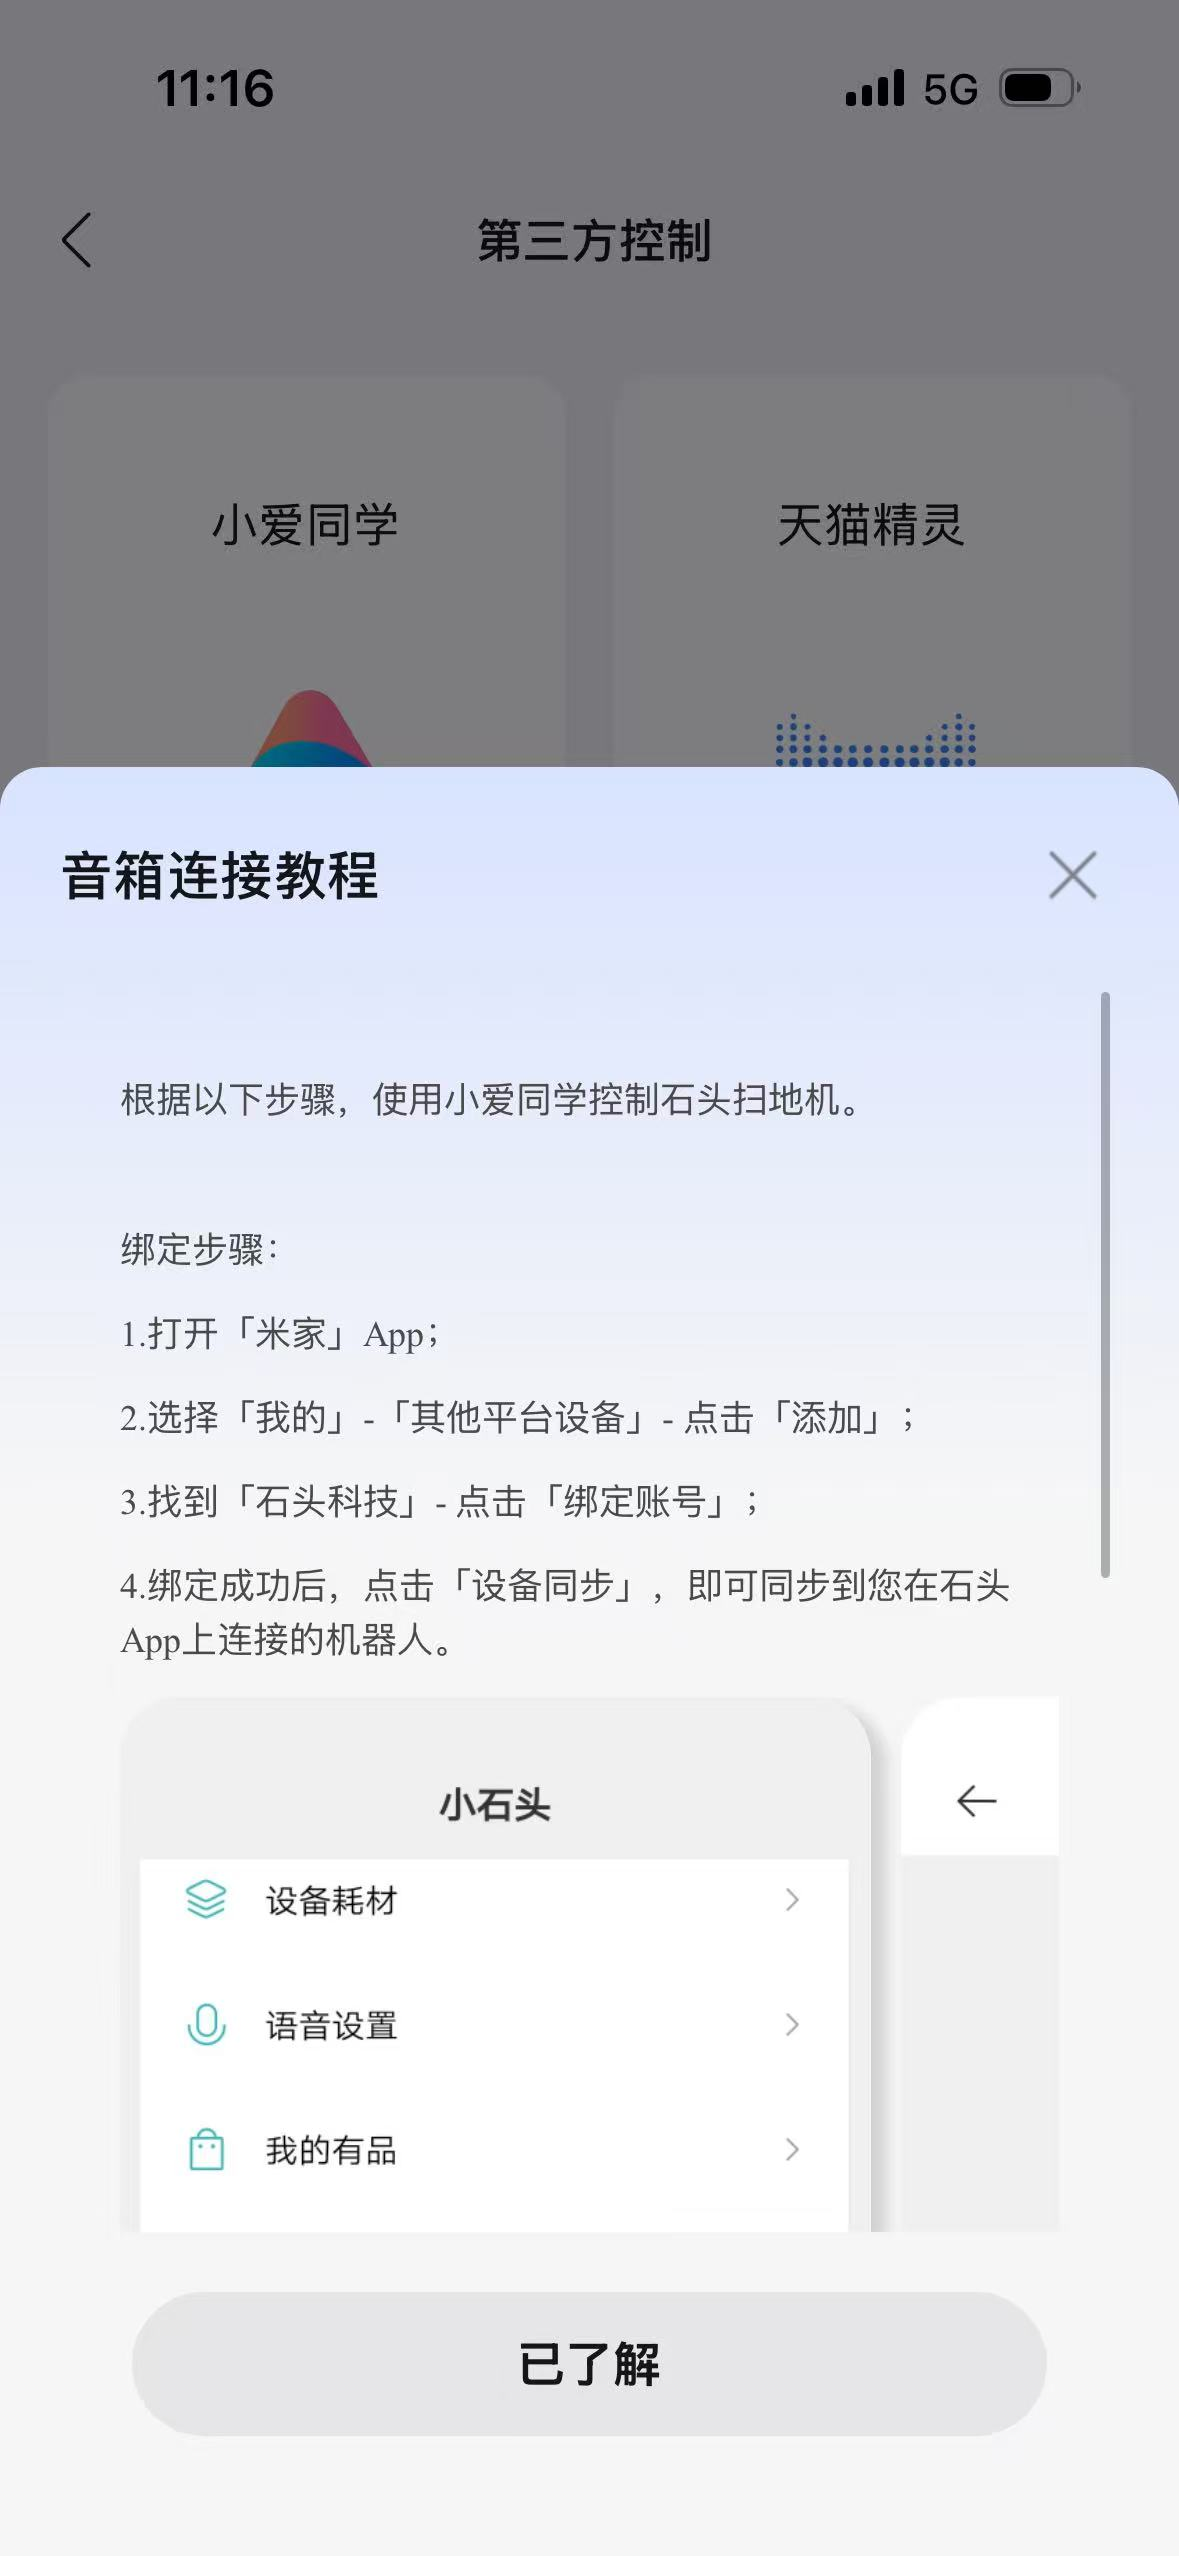 11:16
5G
第三方控制
小爱同学
天猫精灵
音箱连接教程
根据以下步骤，使用小爱同学控制石头扫地机。
绑定步骤：
1.打开「米家」App；
2.选择「我的」-「其他平台设备」- 点击「添加」；
3.找到「石头科技」- 点击「绑定账号」；
4.绑定成功后，点击「设备同步」，即可同步到您在石头
App上连接的机器人。
小石头
设备耗材
语音设置
我的有品
已了解